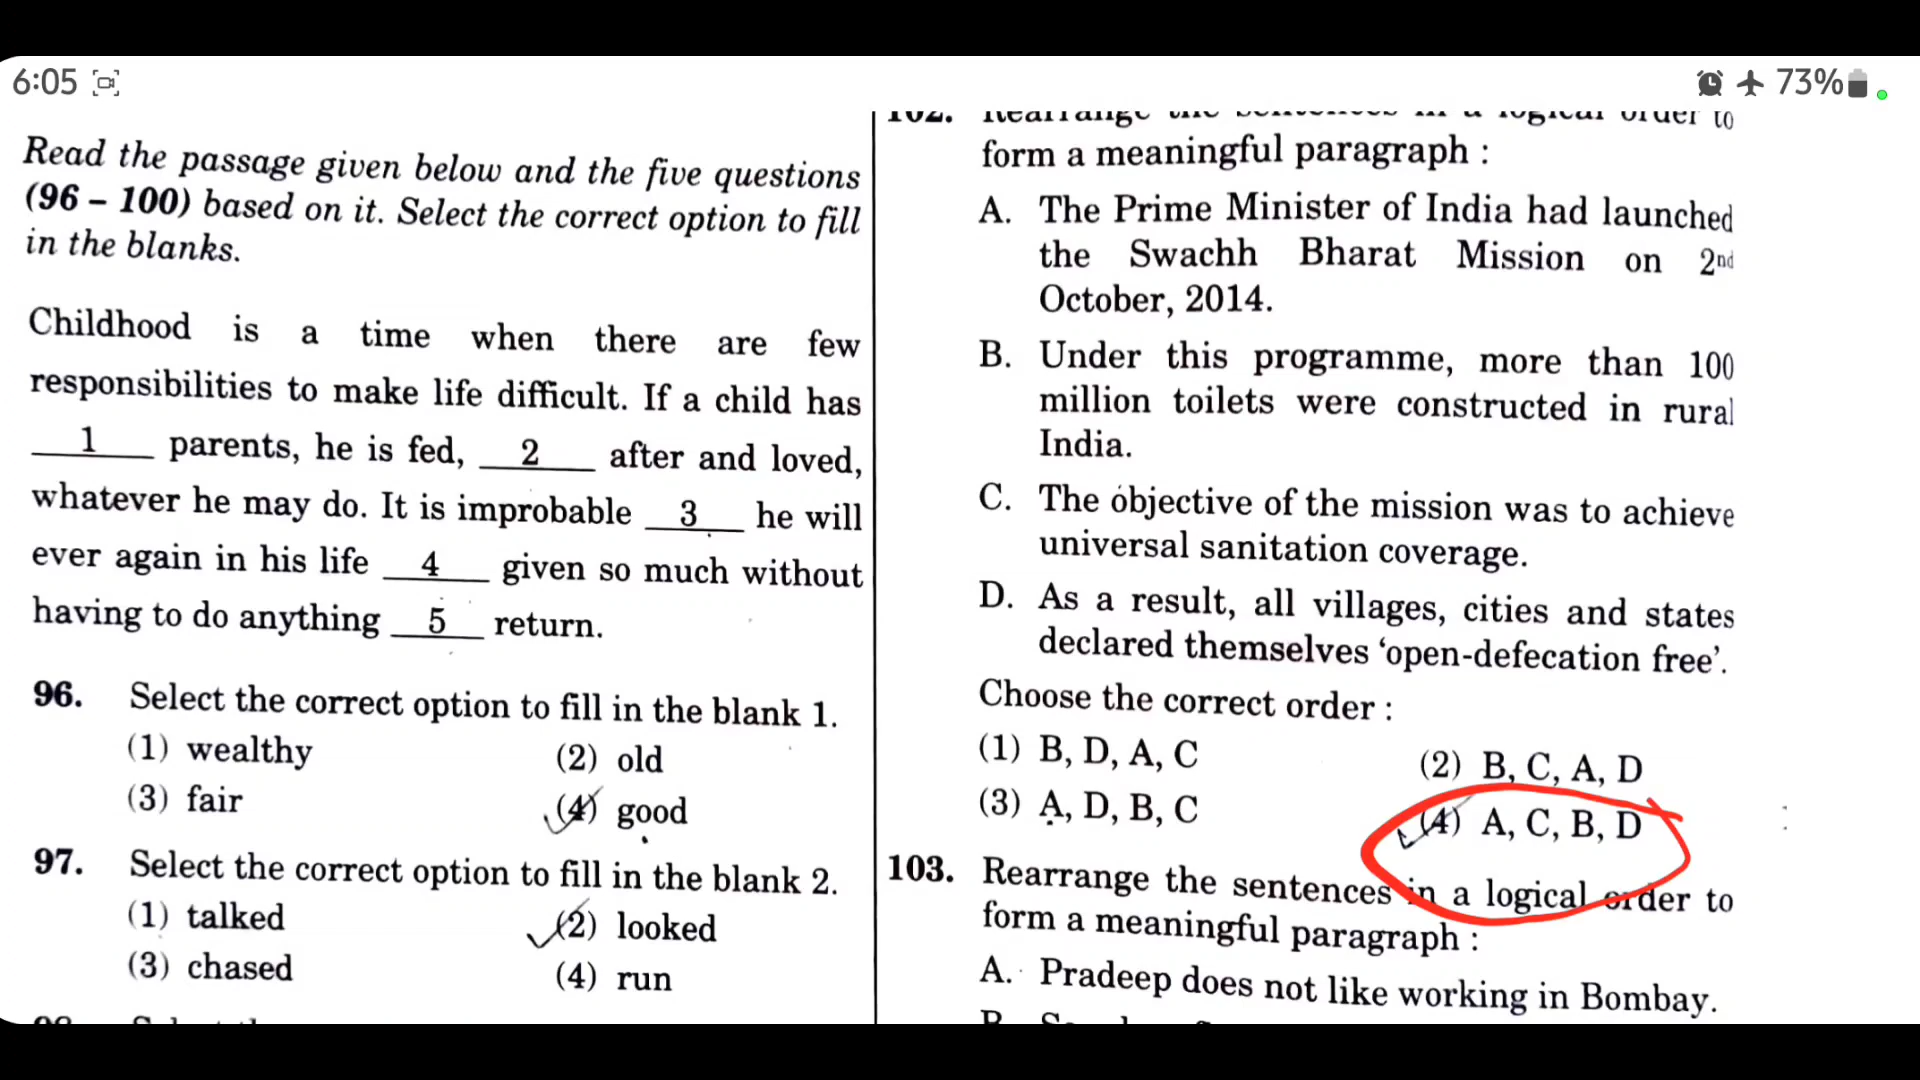 6:05
73%
Read the passage given below and the five questions
(96 – 100) based on it. Select the correct option to fill
in the blanks.
Childhood is a time when there are few
responsibilities to make life difficult. If a child has
1 parents, he is fed, 2 after and loved,
whatever he may do. It is improbable 3 he will
ever again in his life 4 given so much without
having to do anything 5 return.
96. Select the correct option to fill in the blank 1.
(1) wealthy (2) old
(3) fair (4) good
97. Select the correct option to fill in the blank 2.
(1) talked (2) looked
(3) chased (4) run
102. Rearrange the sentences in a logical order to
form a meaningful paragraph :
A. The Prime Minister of India had launched
the Swachh Bharat Mission on 2nd
October, 2014.
B. Under this programme, more than 100
million toilets were constructed in rural
India.
C. The objective of the mission was to achieve
universal sanitation coverage.
D. As a result, all villages, cities and states
declared themselves ‘open-defecation free’.
Choose the correct order :
(1) B, D, A, C (2) B, C, A, D
(3) A, D, B, C (4) A, C, B, D
103. Rearrange the sentences in a logical order to
form a meaningful paragraph :
A. Pradeep does not like working in Bombay.